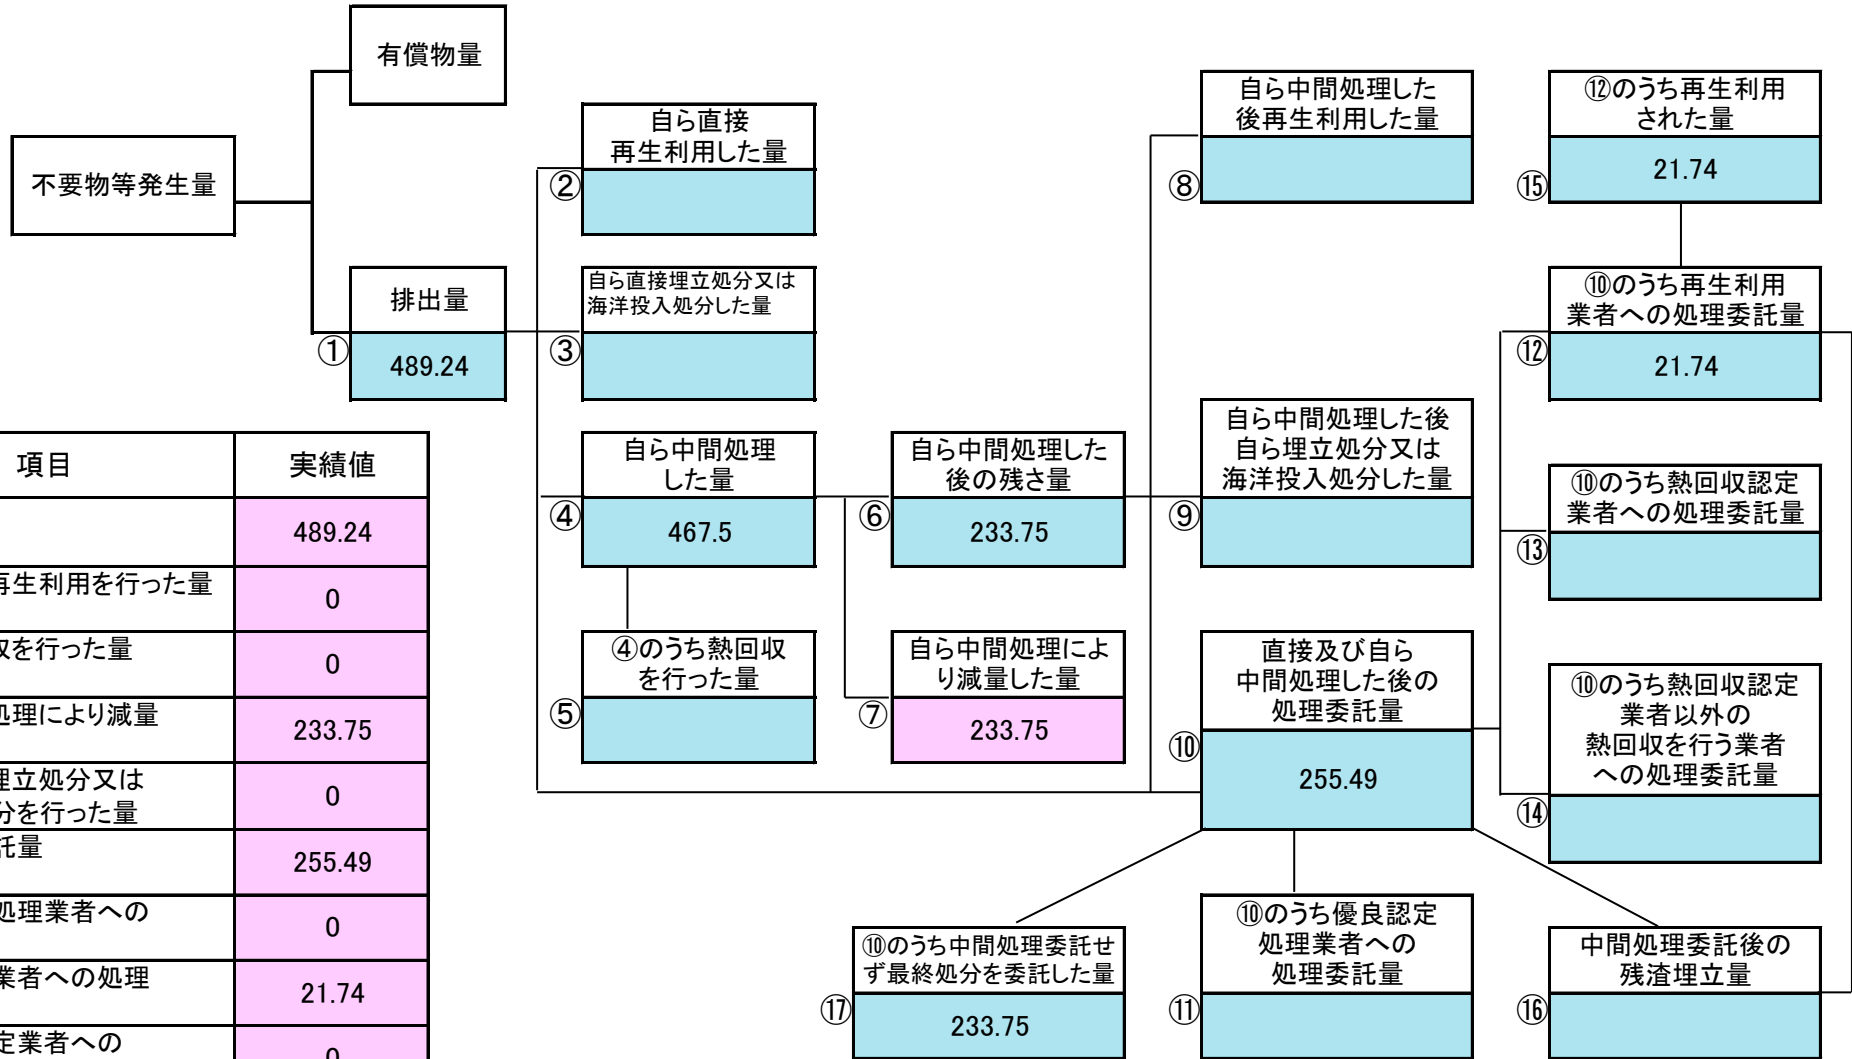 有償物量
不要物等発生量
排出量
①
489.24
自ら直接
再生利用した量
②
自ら直接埋立処分又は
海洋投入処分した量
③
自ら中間処理
した量
④
467.5
④のうち熱回収
を行った量
⑤
自ら中間処理した
後の残さ量
⑥
233.75
自ら中間処理によ
り減量した量
⑦
233.75
自ら中間処理した
後再生利用した量
⑧
自ら中間処理した後
自ら埋立処分又は
海洋投入処分した量
⑨
直接及び自ら
中間処理した後の
処理委託量
⑩
255.49
⑫のうち再生利用
された量
⑮
21.74
⑩のうち再生利用
業者への処理委託量
⑫
21.74
⑩のうち熱回収認定
業者への処理委託量
⑬
⑩のうち熱回収認定
業者以外の
熱回収を行う業者
への処理委託量
⑭
⑩のうち中間処理委託せ
ず最終処分を委託した量
⑰
233.75
⑩のうち優良認定
処理業者への
処理委託量
⑪
中間処理委託後の
残渣埋立量
⑯
項目 実績値
489.24
再生利用を行った量
0
を行った量
0
処理により減量
233.75
埋立処分又は
分を行った量
0
託量
255.49
処理業者への
0
業者への処理
21.74
定業者への
0